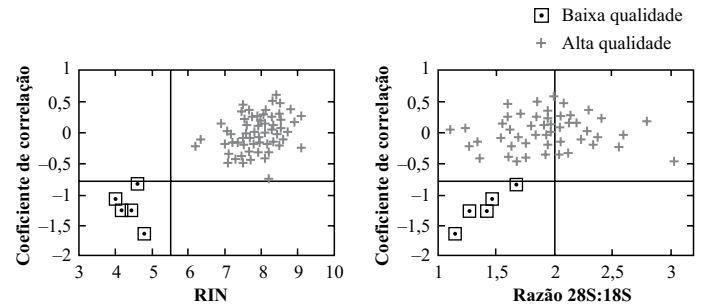 Baixa qualidade
Alta qualidade
Coeficiente de correlação
1
0,5
0
–0,5
–1
–1,5
–2
3 4 5 6 7 8 9 10
RIN
Coeficiente de correlação
1
0,5
0
–0,5
–1
–1,5
–2
1 1,5 2 2,5 3
Razão 28S:18S